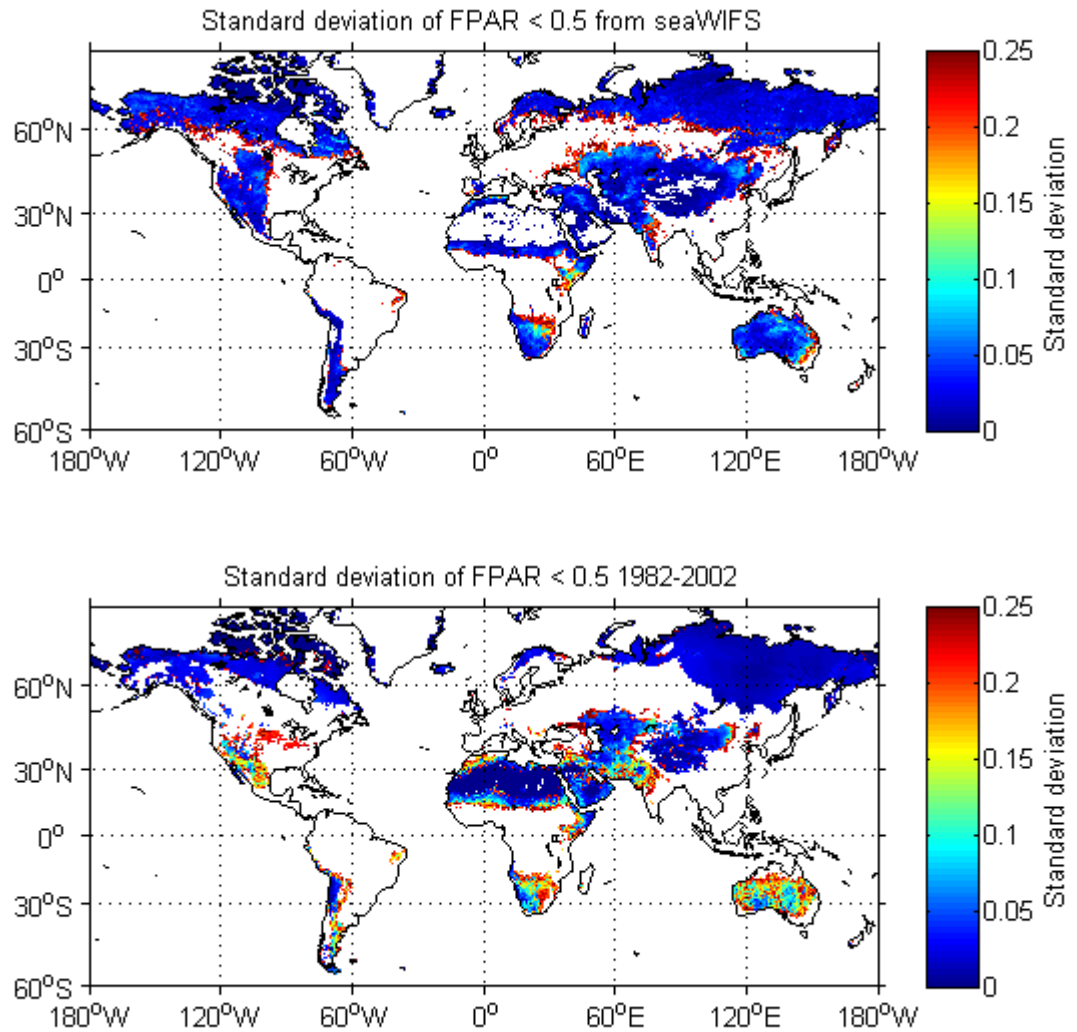 Standard deviation of FPAR < 0.5 from seaWIFS
60°N
30°N
0°
30°S
60°S
180°W 120°W 60°W 0° 60°E 120°E 180°W
0.25
0.2
0.15
0.1
0.05
0
Standard deviation
Standard deviation of FPAR < 0.5 1982-2002
60°N
30°N
0°
30°S
60°S
180°W 120°W 60°W 0° 60°E 120°E 180°W
0.25
0.2
0.15
0.1
0.05
0
Standard deviation